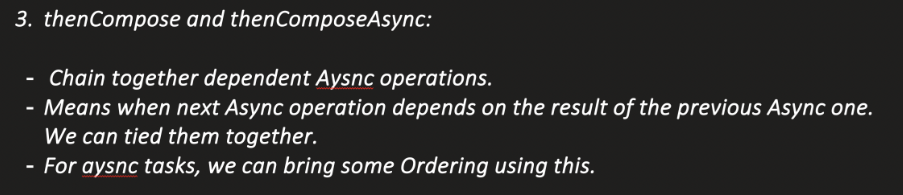 3. thenCompose and thenComposeAsync:
- Chain together dependent Aysnc operations.
- Means when next Async operation depends on the result of the previous Async one.
We can tied them together.
- For aysnc tasks, we can bring some Ordering using this.